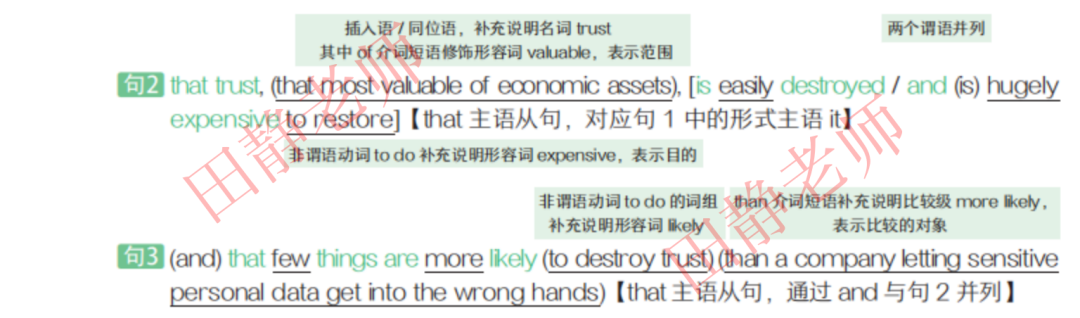 插入语 / 同位语，补充说明名词 trust
其中 of 介词短语修饰形容词 valuable，表示范围
两个谓语并列
句2 that trust, (that most valuable of economic assets), [is easily destroyed / and (is) hugely
expensive to restore]【that 主语从句，对应句 1 中的形式主语 it】
非谓语动词 to do 补充说明形容词 expensive，表示目的
非谓语动词 to do 的词组
补充说明形容词 likely
than 介词短语补充说明比较级 more likely，
表示比较的对象
句3 (and) that few things are more likely (to destroy trust) (than a company letting sensitive
personal data get into the wrong hands)【that 主语从句，通过 and 与句 2 并列】
田静老师
田静老师